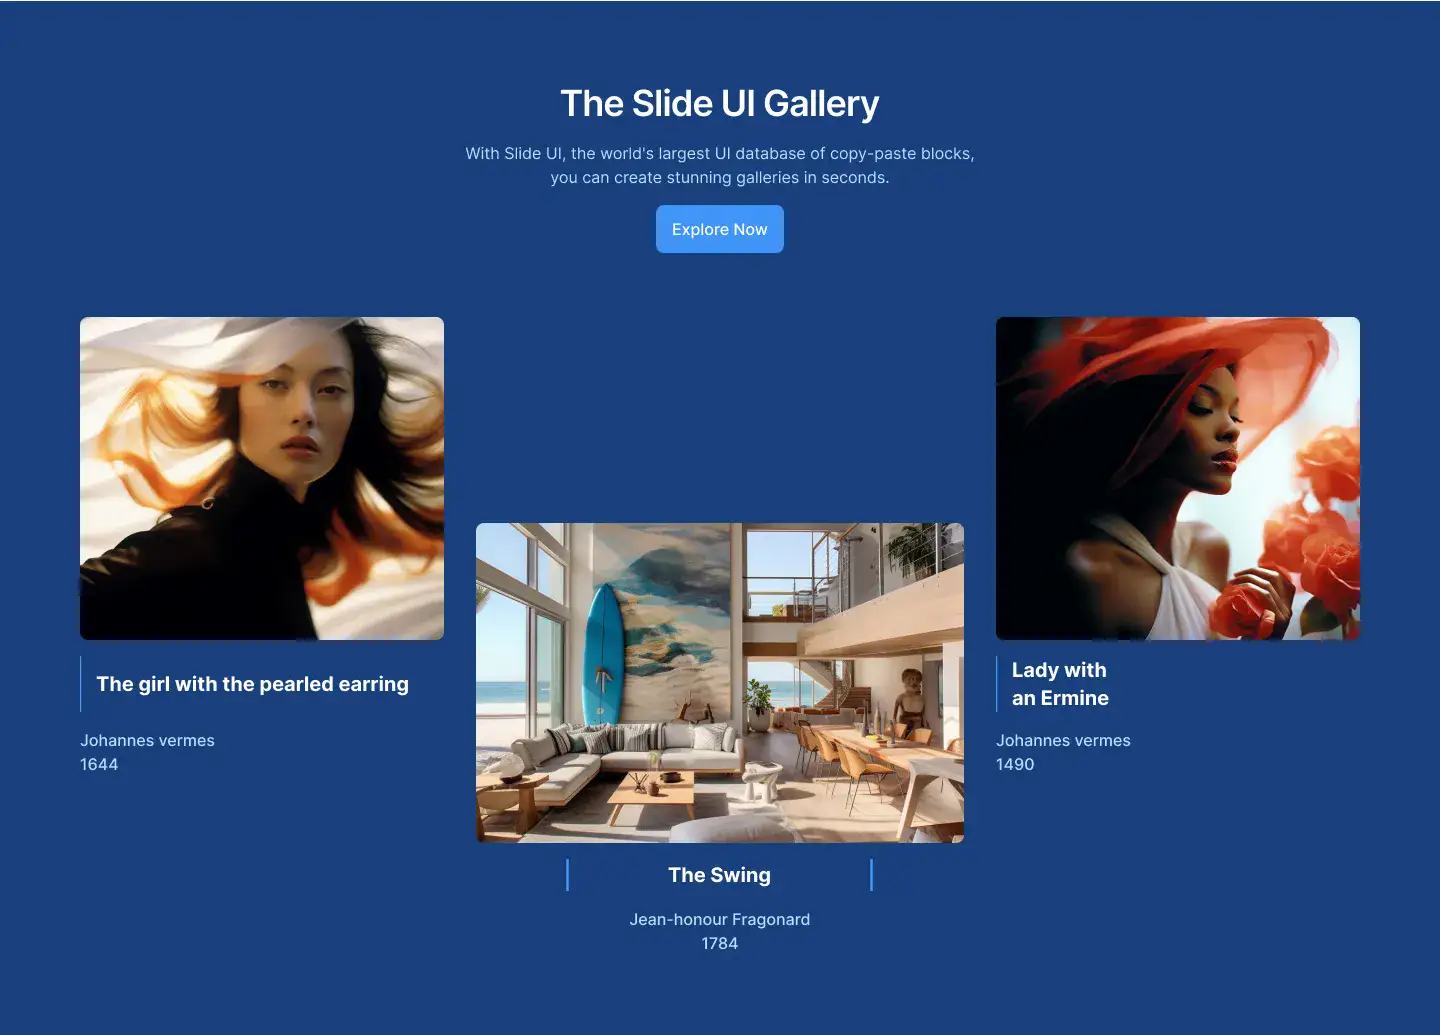 The Slide UI Gallery
With Slide UI, the world's largest UI database of copy-paste blocks,
you can create stunning galleries in seconds.
Explore Now
The girl with the pearled earring
Johannes vermes
1644
The Swing
Jean-honour Fragonard
1784
Lady with
an Ermine
Johannes vermes
1490